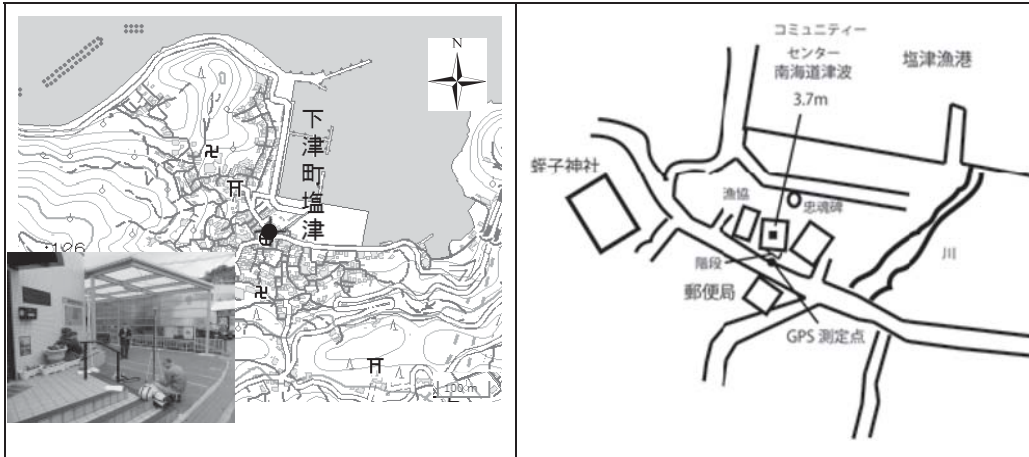 N
下津町塩津
126
100 m
コミュニティー
センター
南海道津波
3.7m
塩津漁港
蛭子神社
漁協
忠魂碑
階段
川
郵便局
GPS 測定点